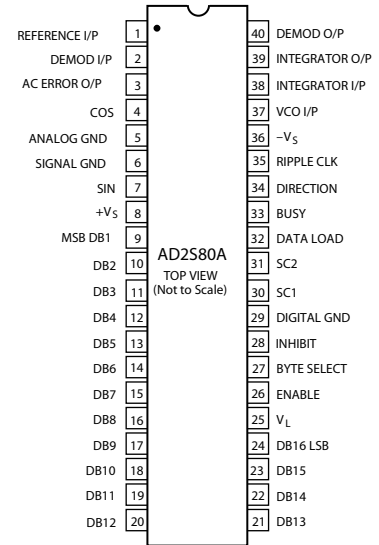 REFERENCE I/P 1
DEMOD I/P 2
AC ERROR O/P 3
COS 4
ANALOG GND 5
SIGNAL GND 6
SIN 7
+VS 8
MSB DB1 9
DB2 10
DB3 11
DB4 12
DB5 13
DB6 14
DB7 15
DB8 16
DB9 17
DB10 18
DB11 19
DB12 20
AD2S80A
TOP VIEW
(Not to Scale)
40 DEMOD O/P
39 INTEGRATOR O/P
38 INTEGRATOR I/P
37 VCO I/P
36 –VS
35 RIPPLE CLK
34 DIRECTION
33 BUSY
32 DATA LOAD
31 SC2
30 SC1
29 DIGITAL GND
28 INHIBIT
27 BYTE SELECT
26 ENABLE
25 VL
24 DB16 LSB
23 DB15
22 DB14
21 DB13